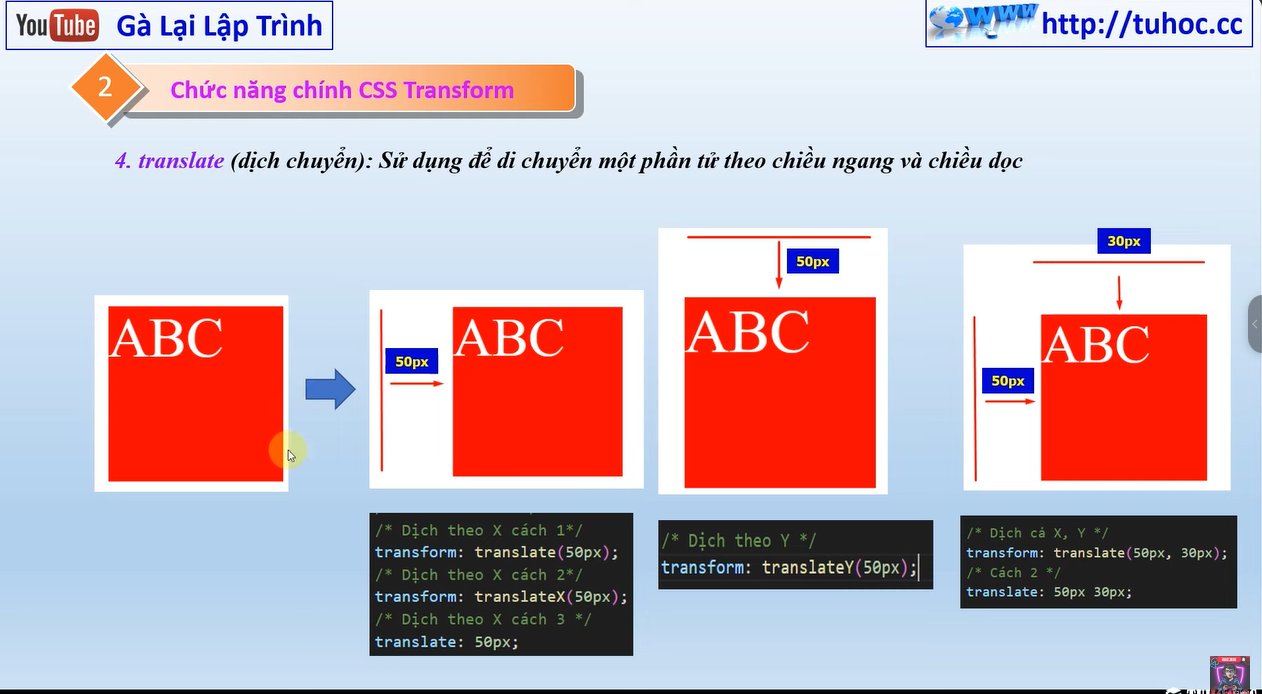 YouTube Gà Lại Lập Trình
www http://tuhoc.cc
2 Chức năng chính CSS Transform
4. translate (dịch chuyển): Sử dụng để di chuyển một phần tử theo chiều ngang và chiều dọc
ABC
50px
ABC
50px
ABC
30px
50px
ABC
/* Dịch theo X cách 1*/
transform: translate(50px);
/* Dịch theo X cách 2*/
transform: translateX(50px);
/* Dịch theo X cách 3 */
translate: 50px;
/* Dịch theo Y */
transform: translateY(50px);
/* Dịch cả X, Y */
transform: translate(50px, 30px);
/* Cách 2 */
translate: 50px 30px;